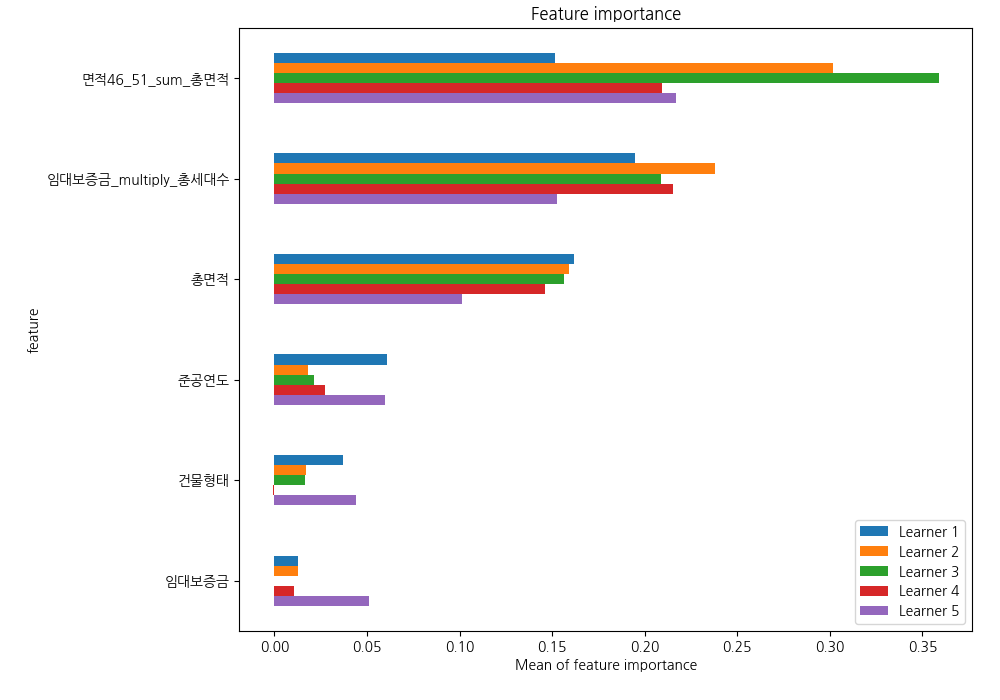 Feature importance
면적46_51_sum_총면적
임대보증금_multiply_총세대수
총면적
준공연도
건물형태
임대보증금
feature
Learner 1
Learner 2
Learner 3
Learner 4
Learner 5
0.00 0.05 0.10 0.15 0.20 0.25 0.30 0.35
Mean of feature importance